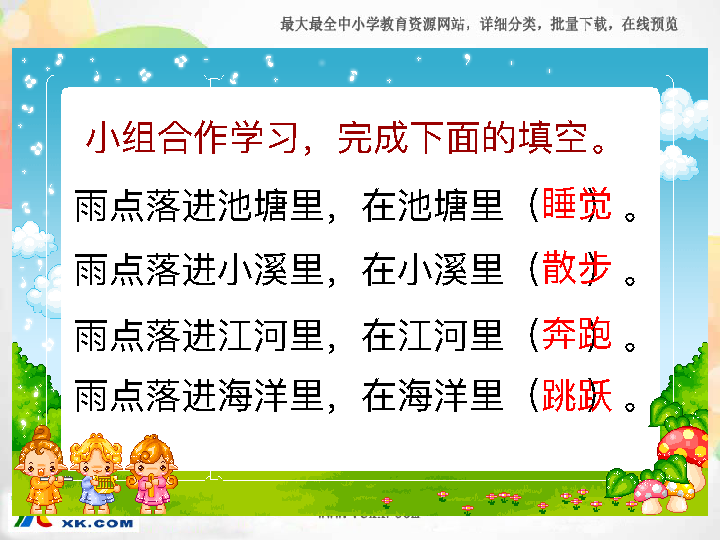 最大最全中小学教育资源网站，详细分类，批量下载，在线预览
小组合作学习，完成下面的填空。
雨点落进池塘里，在池塘里（睡觉）。
雨点落进小溪里，在小溪里（散步）。
雨点落进江河里，在江河里（奔跑）。
雨点落进海洋里，在海洋里（跳跃）。
XK.COM